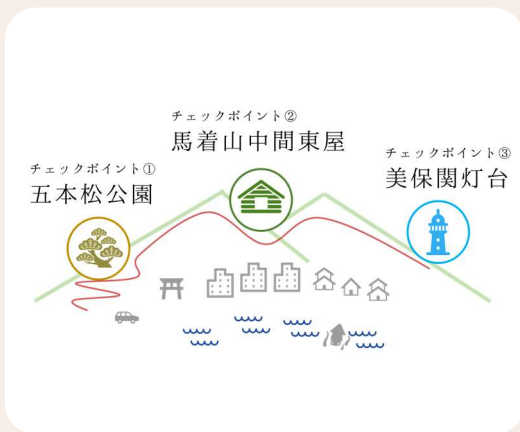 チェックポイント①
五本松公園
チェックポイント②
馬着山中間東屋
チェックポイント③
美保関灯台